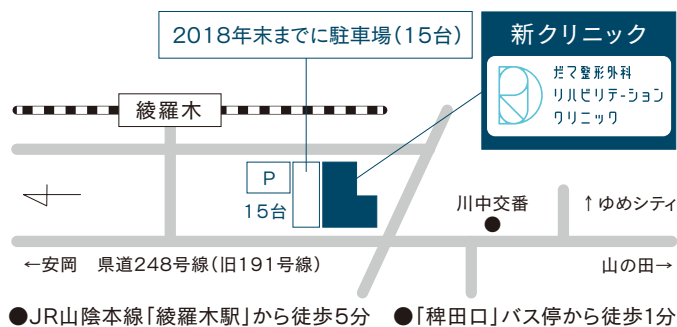 2018年末までに駐車場(15台)
新クリニック
だマ整形外科
リハビリテーション
クリニック
綾羅木
P
15台
川中交番
↑ゆめシティ
←安岡 県道248号線(旧191号線)
山の田→
●JR山陰本線「綾羅木駅」から徒歩5分 ●「稗田口」バス停から徒歩1分